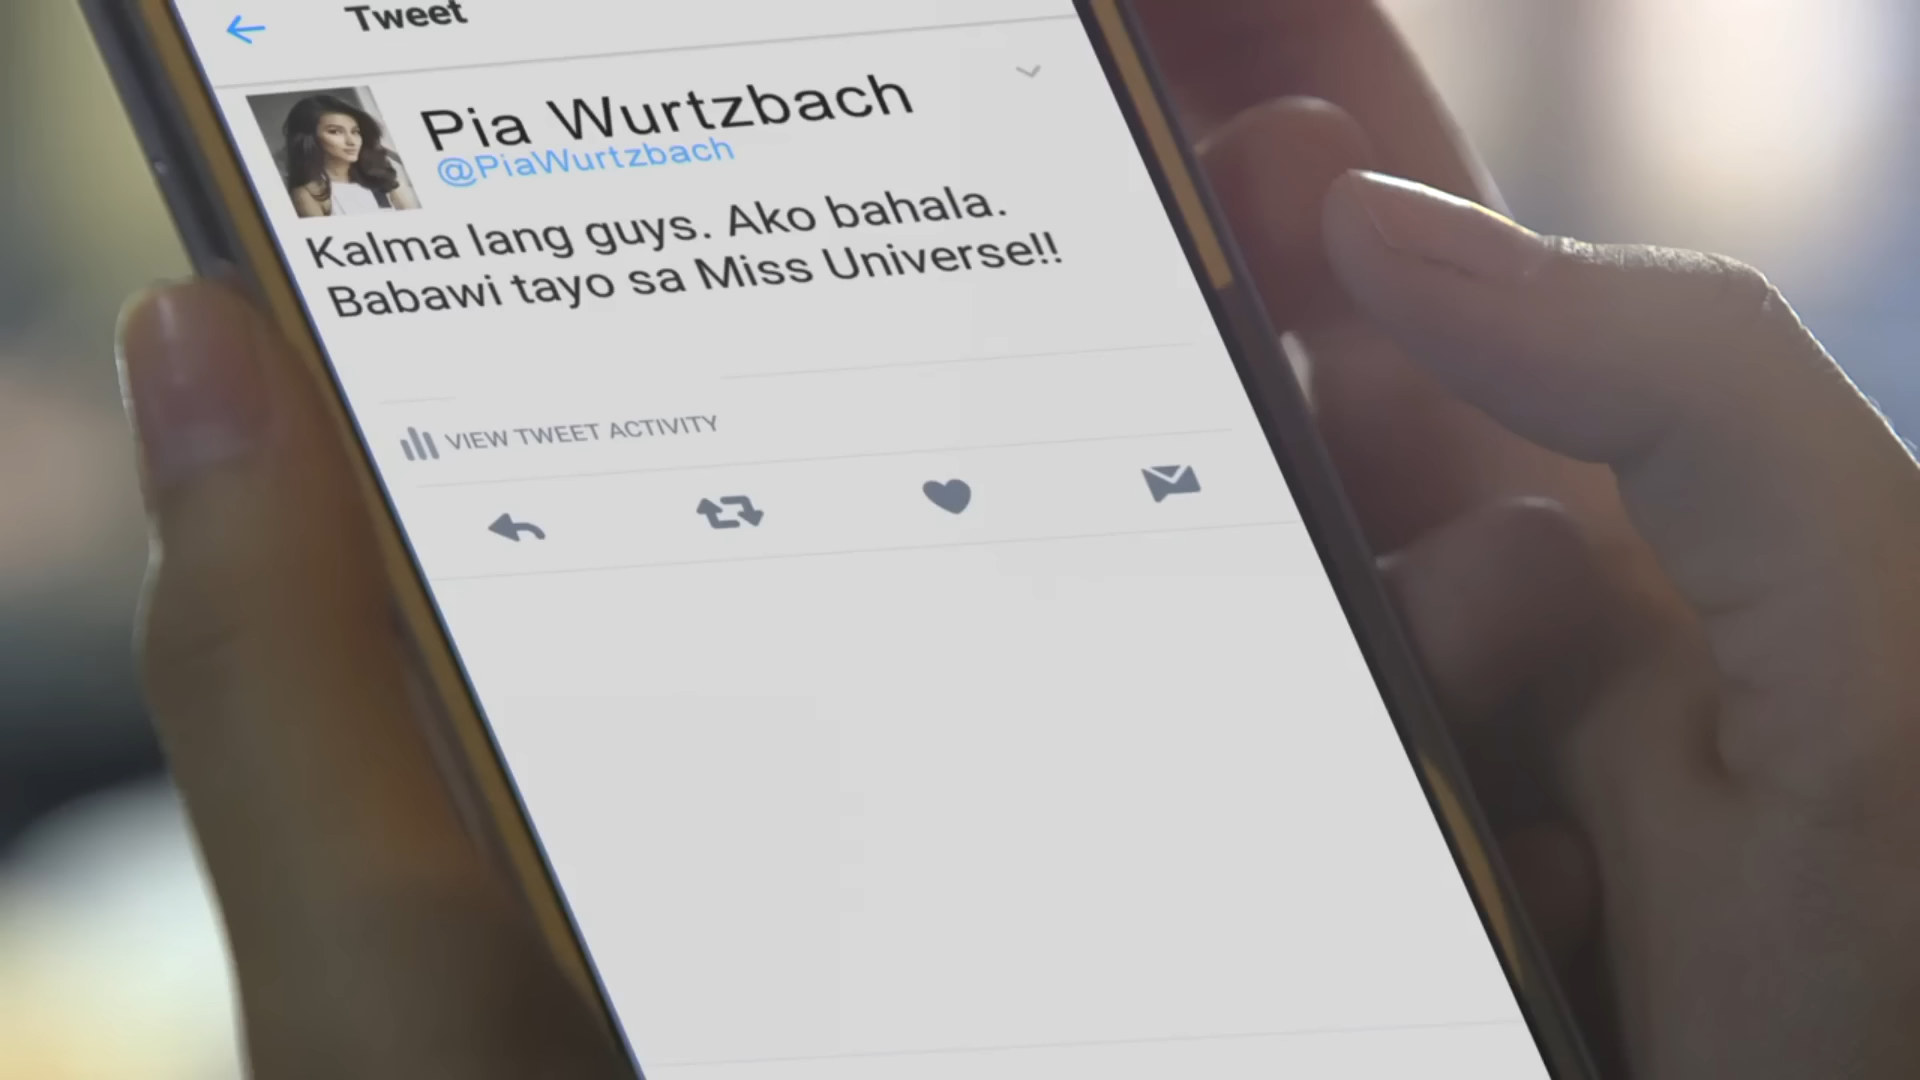 Tweet
Pia Wurtzbach
@PiaWurtzbach
Kalma lang guys. Ako bahala.
Babawi tayo sa Miss Universe!!
VIEW TWEET ACTIVITY